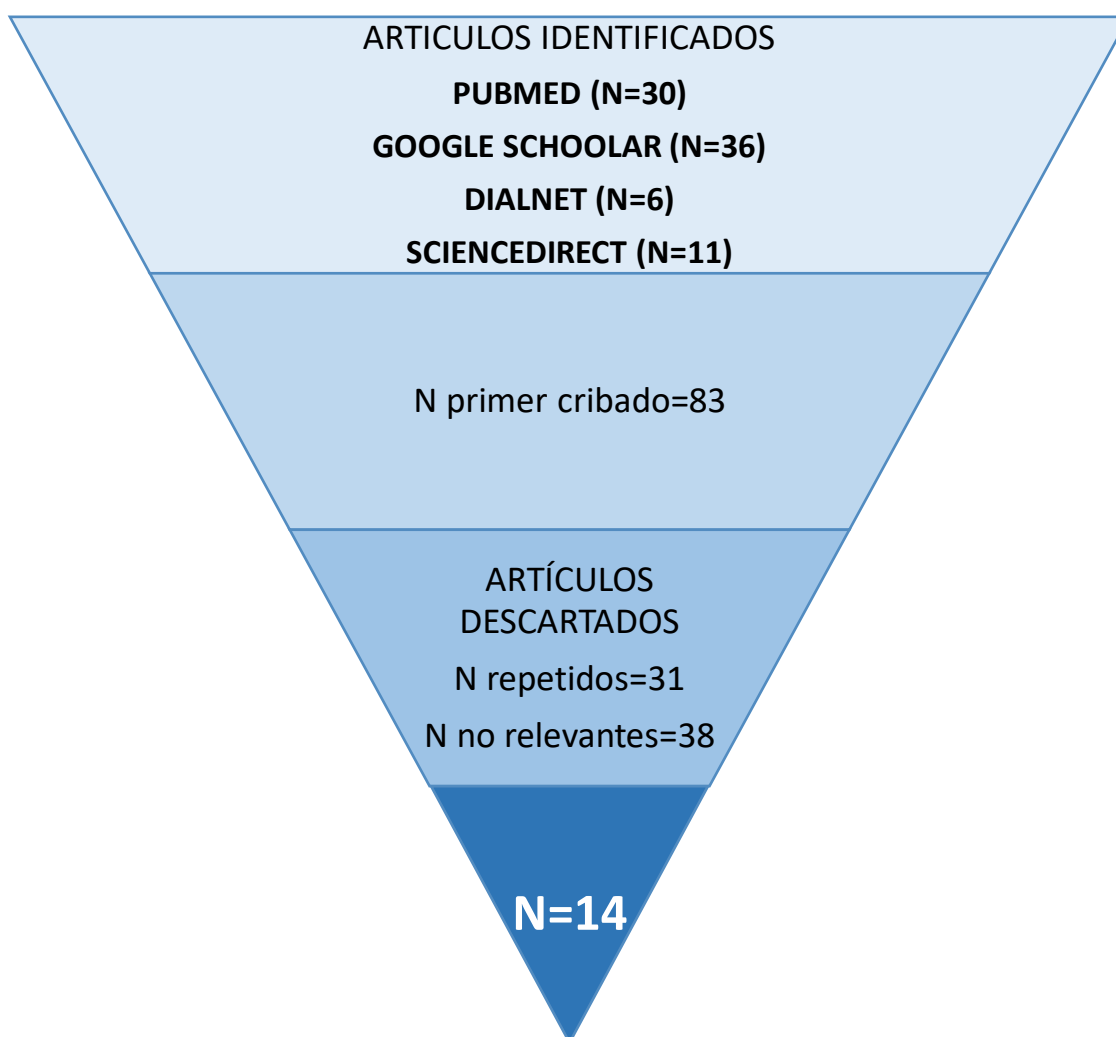 ARTICULOS IDENTIFICADOS
PUBMED (N=30)
GOOGLE SCHOOLAR (N=36)
DIALNET (N=6)
SCIENCEDIRECT (N=11)
N primer cribado=83
ARTÍCULOS
DESCARTADOS
N repetidos=31
N no relevantes=38
N=14